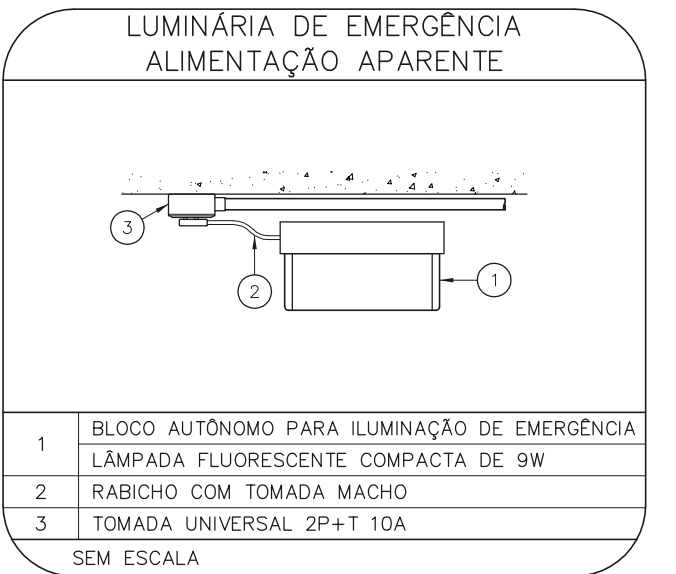 LUMINÁRIA DE EMERGÊNCIA
ALIMENTAÇÃO APARENTE
3
2
1
1
BLOCO AUTÔNOMO PARA ILUMINAÇÃO DE EMERGÊNCIA
LÂMPADA FLUORESCENTE COMPACTA DE 9W
2 RABICHO COM TOMADA MACHO
3 TOMADA UNIVERSAL 2P+T 10A
SEM ESCALA